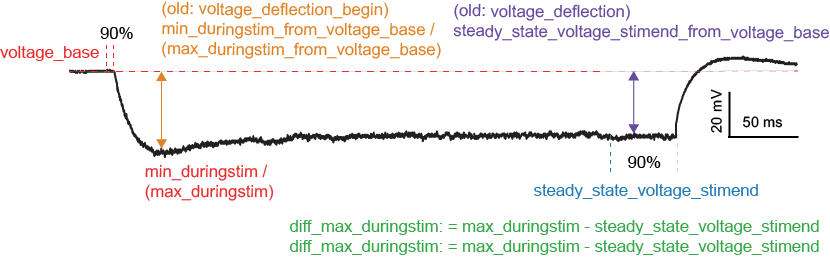 90%
(old: voltage_deflection_begin)
min_duringstim_from_voltage_base /
(max_duringstim_from_voltage_base)
(old: voltage_deflection)
steady_state_voltage_stimend_from_voltage_base
voltage_base
20 mV
50 ms
min_duringstim /
(max_duringstim)
90%
steady_state_voltage_stimend
diff_max_duringstim: = max_duringstim - steady_state_voltage_stimend
diff_max_duringstim: = max_duringstim - steady_state_voltage_stimend